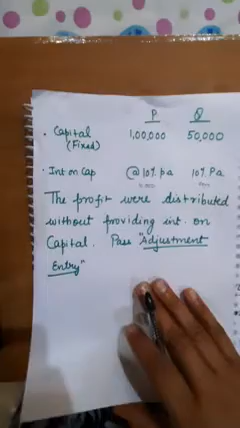 P Q
• Capital 1,00,000 50,000
(Fixed)
• Int on Cap @10% pa 10% Pa
The profit were distributed
without providing int. on
Capital. Pass "Adjustment
Entry"